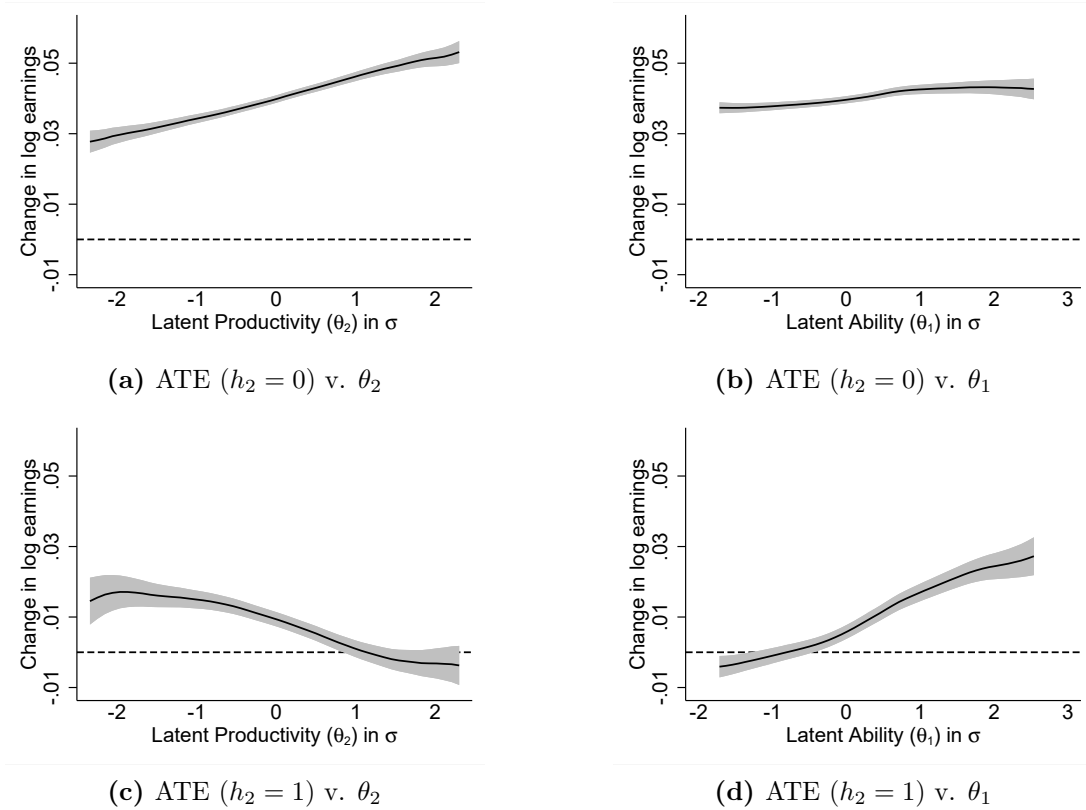 Change in log earnings
-.01 .01 .03 .05
-2 -1 0 1 2
Latent Productivity (θ₂) in σ
(a) ATE (h₂ = 0) v. θ₂
Change in log earnings
-.01 .01 .03 .05
-2 -1 0 1 2 3
Latent Ability (θ₁) in σ
(b) ATE (h₂ = 0) v. θ₁
Change in log earnings
-.01 .01 .03 .05
-2 -1 0 1 2
Latent Productivity (θ₂) in σ
(c) ATE (h₂ = 1) v. θ₂
Change in log earnings
-.01 .01 .03 .05
-2 -1 0 1 2 3
Latent Ability (θ₁) in σ
(d) ATE (h₂ = 1) v. θ₁